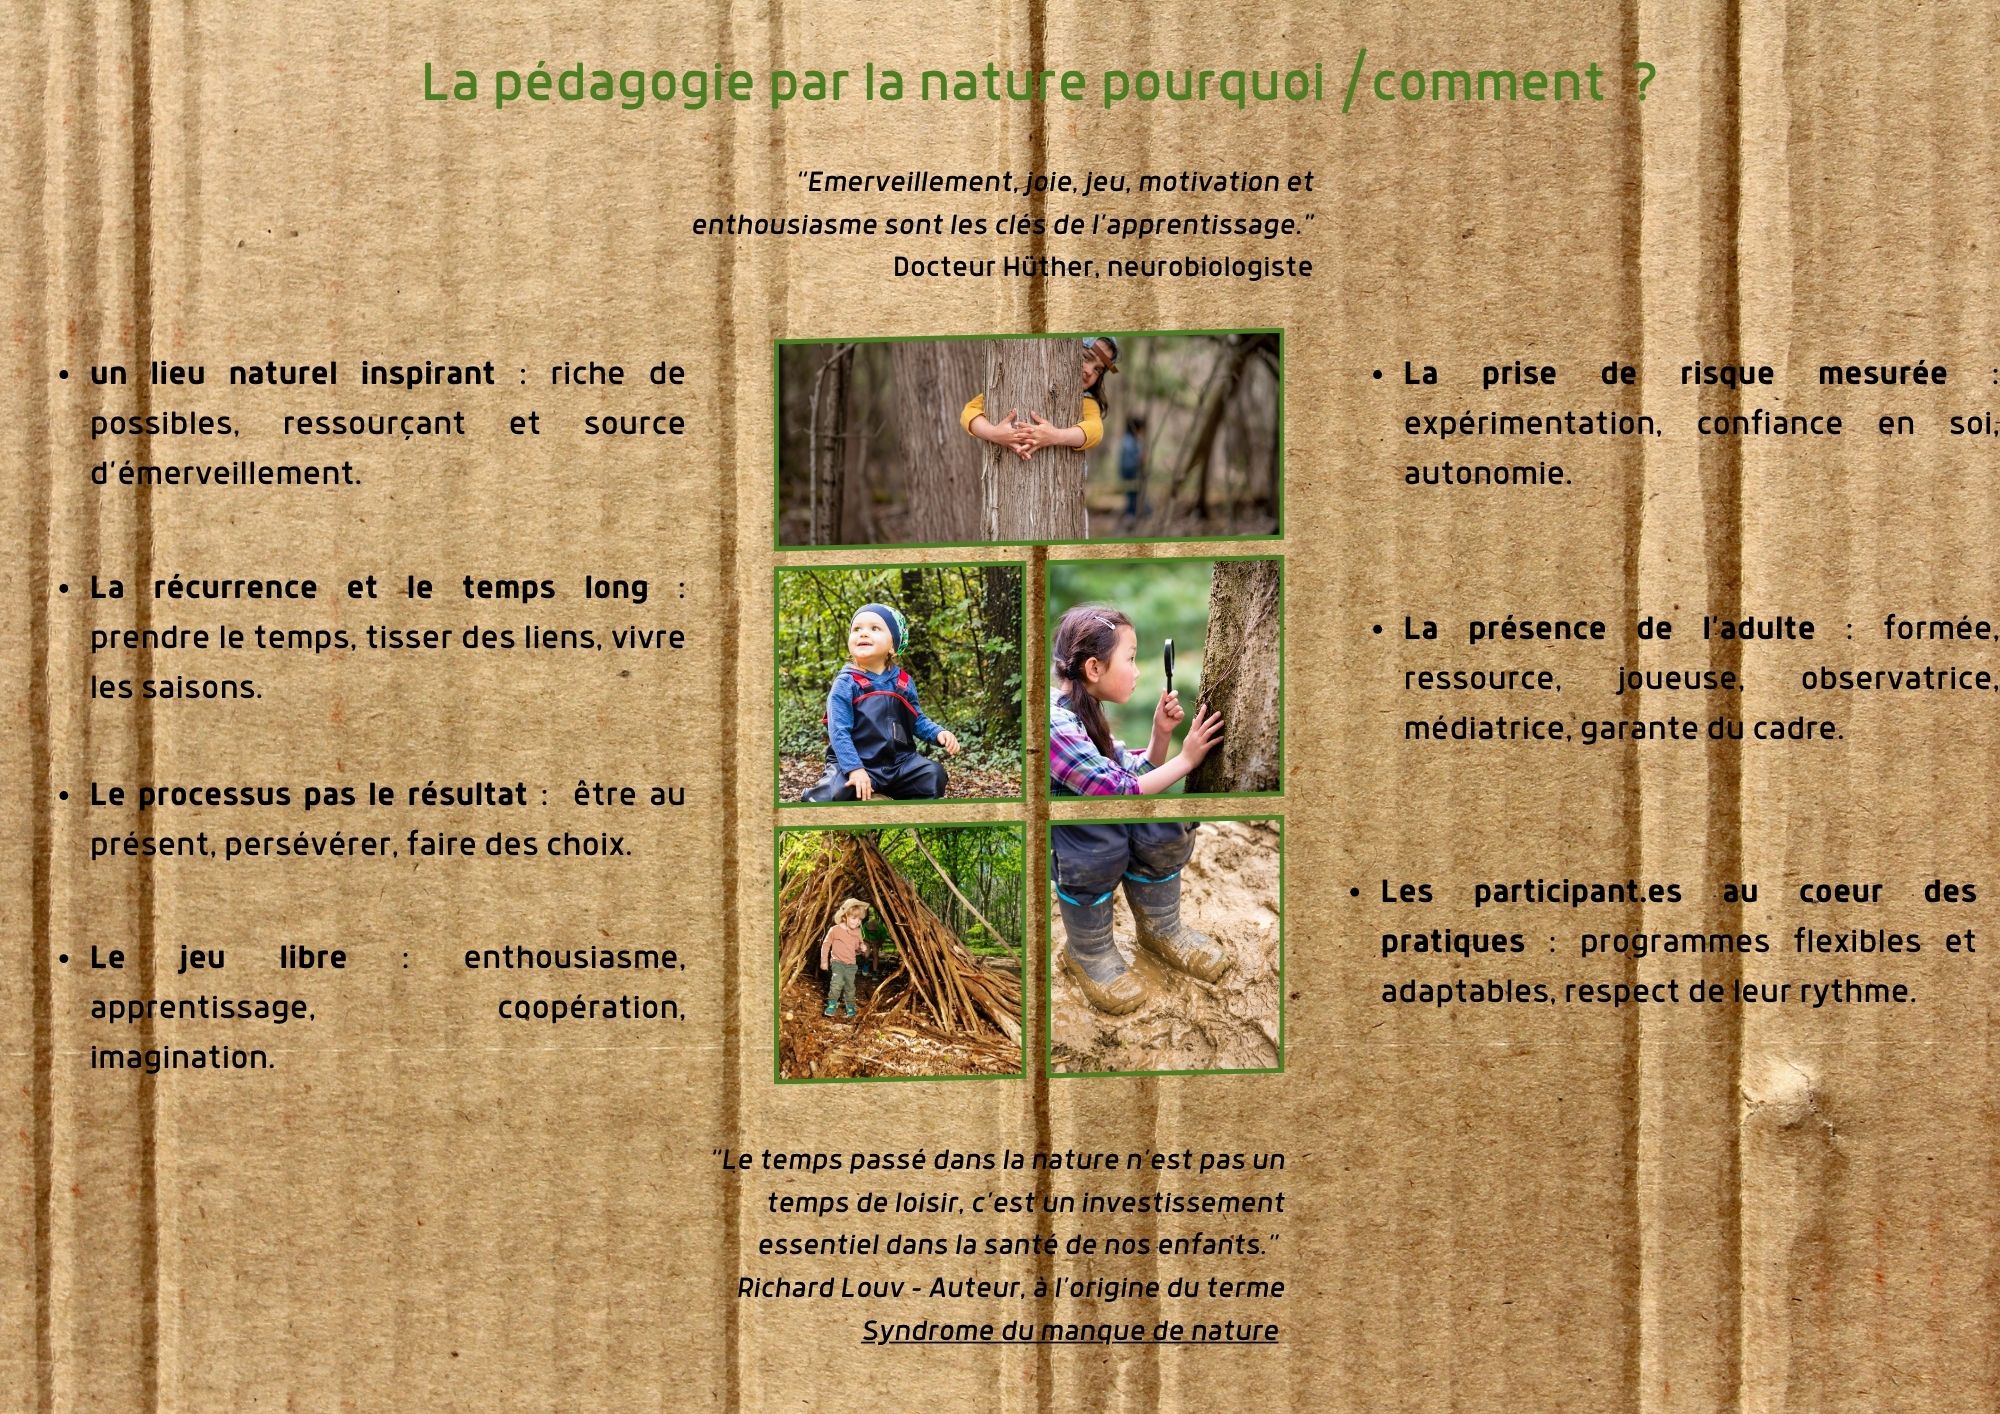 La pédagogie par la nature pourquoi /comment ?
"Emerveillement, joie, jeu, motivation et
enthousiasme sont les clés de l'apprentissage."
Docteur Hüther, neurobiologiste
• un lieu naturel inspirant : riche de
possibles, ressourçant et source
d'émerveillement.
• La récurrence et le temps long :
prendre le temps, tisser des liens, vivre
les saisons.
• Le processus pas le résultat : être au
présent, persévérer, faire des choix.
• Le jeu libre : enthousiasme,
apprentissage, coopération,
imagination.
• La prise de risque mesurée :
expérimentation, confiance en soi,
autonomie.
• La présence de l'adulte : formée,
ressource, joueuse, observatrice,
médiatrice, garante du cadre.
• Les participant.es au coeur des
pratiques : programmes flexibles et
adaptables, respect de leur rythme.
"Le temps passé dans la nature n'est pas un
temps de loisir, c'est un investissement
essentiel dans la santé de nos enfants."
Richard Louv - Auteur, à l'origine du terme
Syndrome du manque de nature